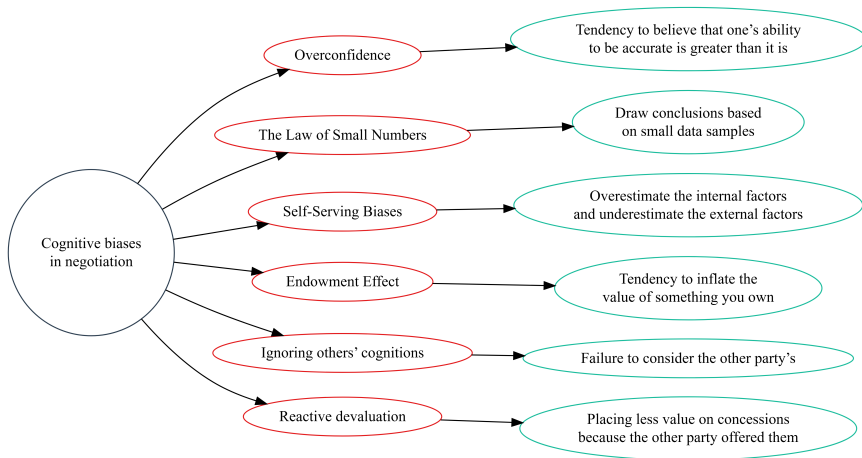 Cognitive biases
in negotiation
Overconfidence
Tendency to believe that one’s ability
to be accurate is greater than it is
The Law of Small Numbers
Draw conclusions based
on small data samples
Self-Serving Biases
Overestimate the internal factors
and underestimate the external factors
Endowment Effect
Tendency to inflate the
value of something you own
Ignoring others’ cognitions
Failure to consider the other party’s
Reactive devaluation
Placing less value on concessions
because the other party offered them